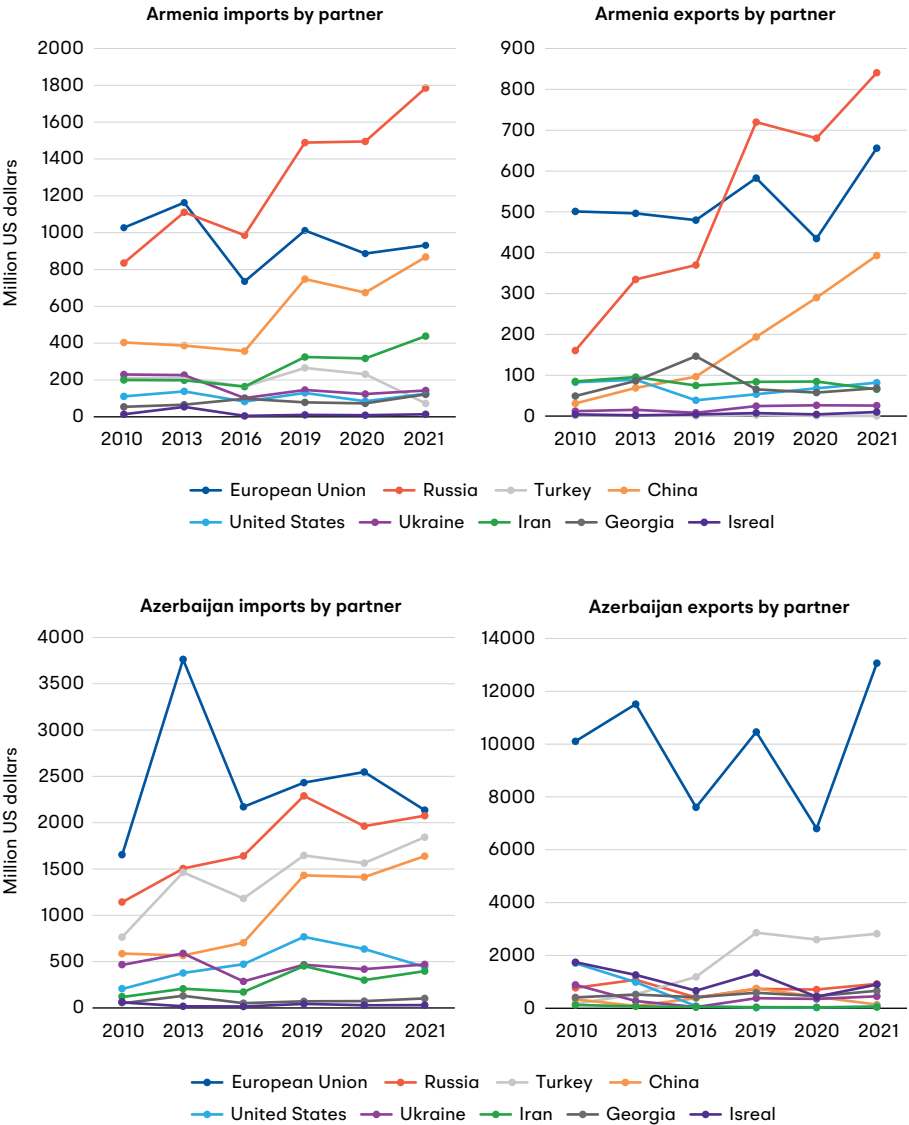 Armenia imports by partner
Armenia exports by partner
Million US dollars
2000
1800
1600
1400
1200
1000
800
600
400
200
0
2010 2013 2016 2019 2020 2021
900
800
700
600
500
400
300
200
100
0
2010 2013 2016 2019 2020 2021
European Union Russia Turkey China
United States Ukraine Iran Georgia Isreal
Azerbaijan imports by partner
Azerbaijan exports by partner
Million US dollars
4000
3500
3000
2500
2000
1500
1000
500
0
2010 2013 2016 2019 2020 2021
14000
12000
10000
8000
6000
4000
2000
0
2010 2013 2016 2019 2020 2021
European Union Russia Turkey China
United States Ukraine Iran Georgia Isreal